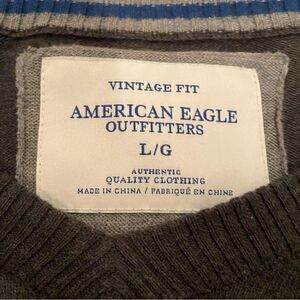 VINTAGE FIT
AMERICAN EAGLE
OUTFITTERS
L/G
AUTHENTIC
QUALITY CLOTHING
MADE IN CHINA / FABRIQUÉ EN CHINE